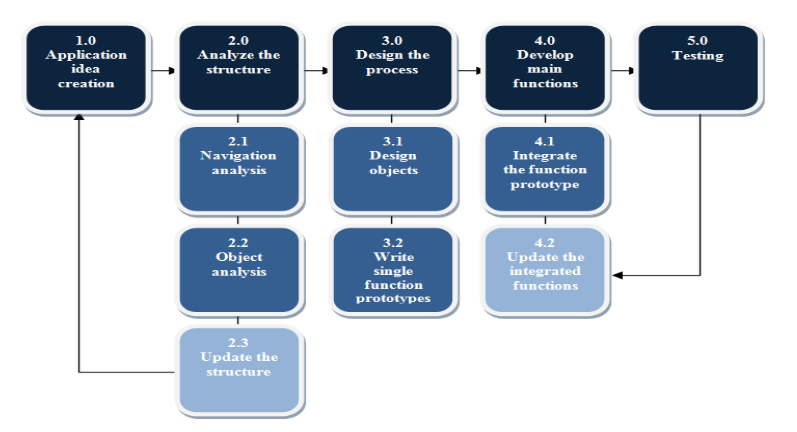 1.0
Application
idea
creation
2.0
Analyze the
structure
3.0
Design the
process
4.0
Develop
main
functions
5.0
Testing
2.1
Navigation
analysis
3.1
Design
objects
4.1
Integrate
the function
prototype
2.2
Object
analysis
3.2
Write
single
function
prototypes
4.2
Update the
integrated
functions
2.3
Update the
structure